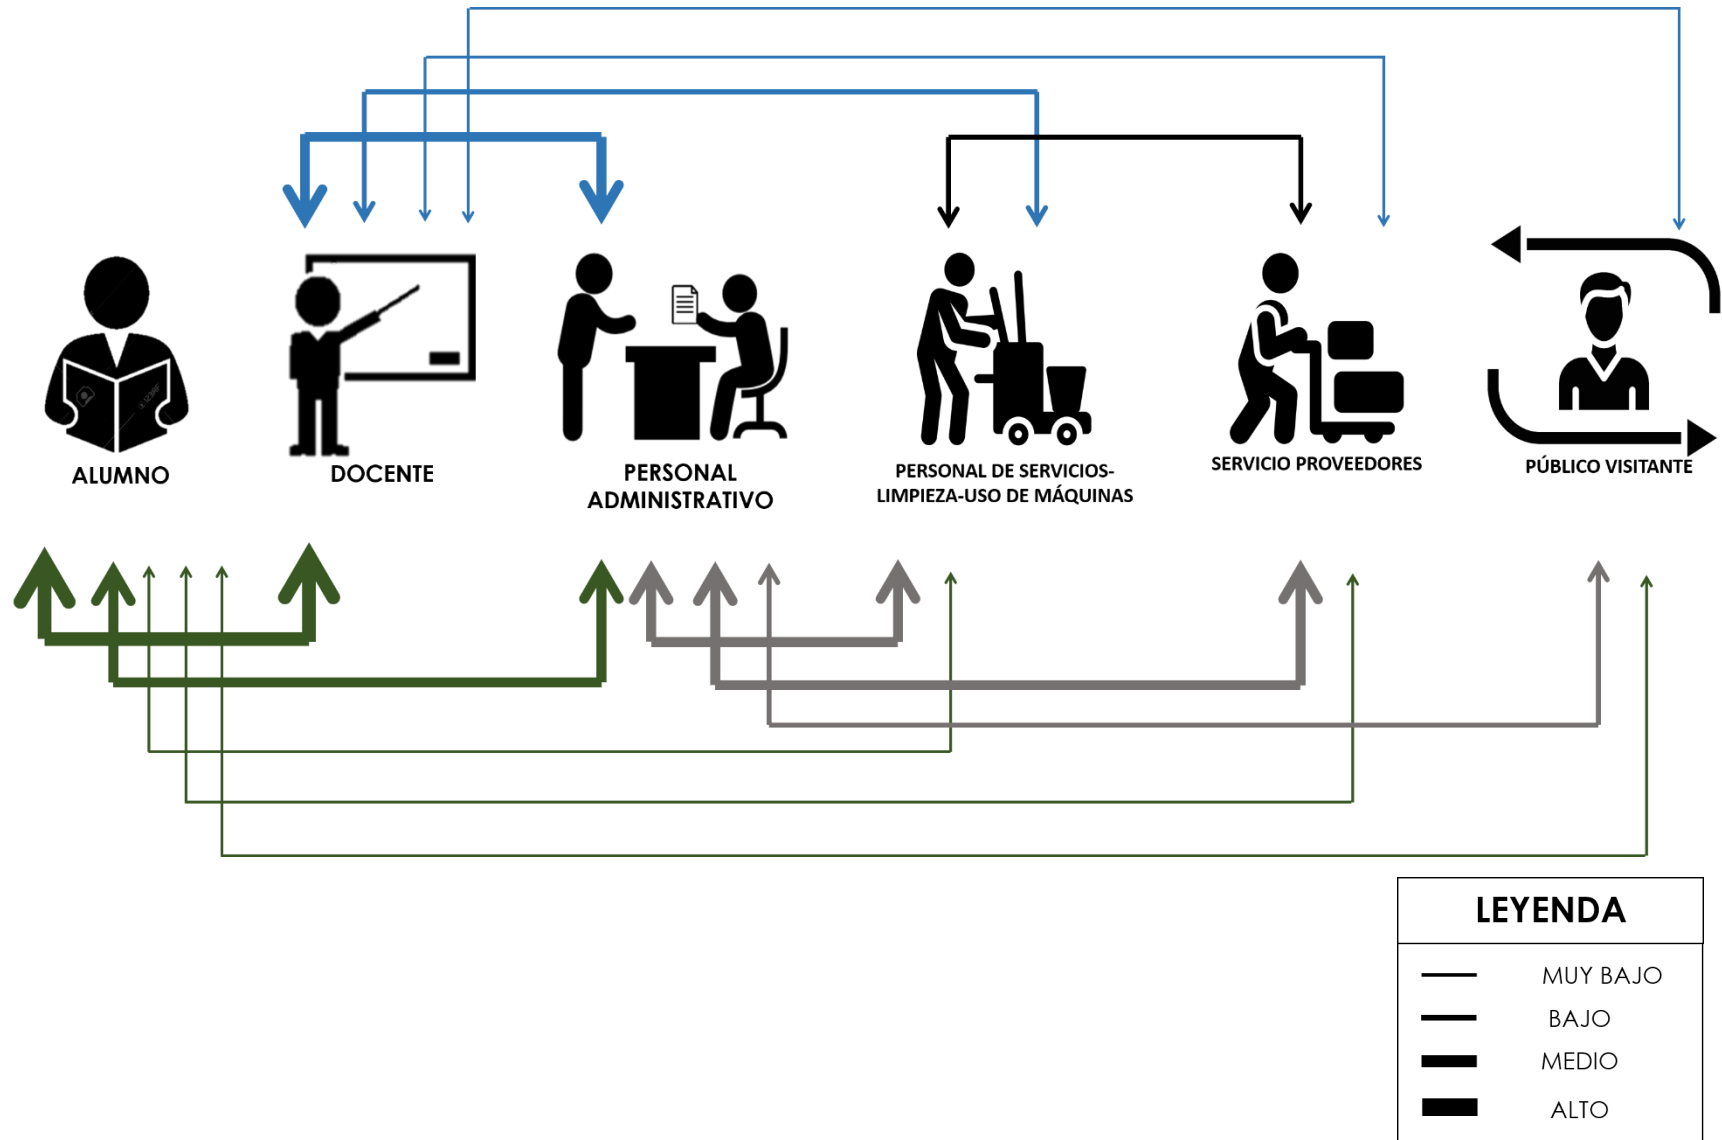 ALUMNO
DOCENTE
PERSONAL
ADMINISTRATIVO
PERSONAL DE SERVICIOS-
LIMPIEZA-USO DE MÁQUINAS
SERVICIO PROVEEDORES
PÚBLICO VISITANTE
LEYENDA
MUY BAJO
BAJO
MEDIO
ALTO